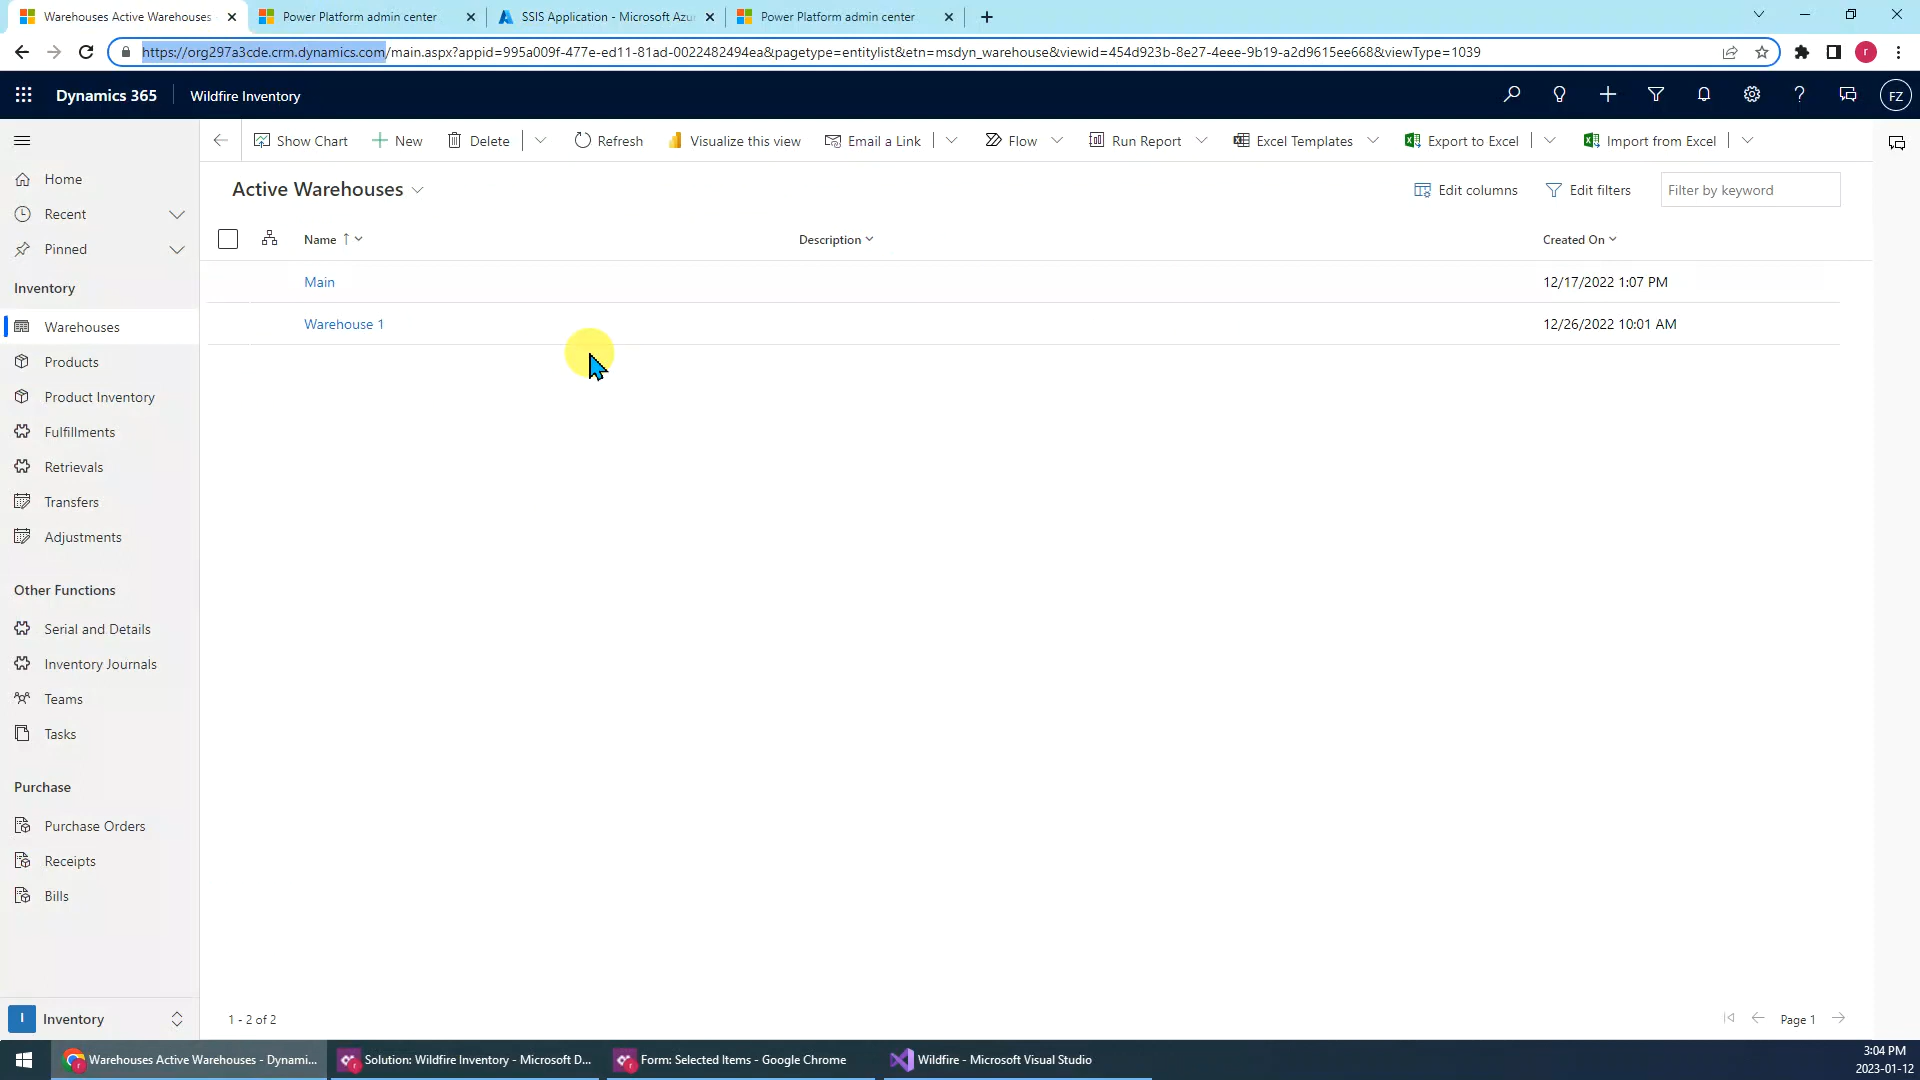 Warehouses Active Warehouses
Power Platform admin center
SSIS Application - Microsoft Azu
Power Platform admin center
https://org297a3cde.crm.dynamics.com/main.aspx?appid=995a009f-477e-ed11-81ad-0022482494ea&pagetype=entitylist&etn=msdyn_warehouse&viewid=454d923b-8e27-4eee-9b19-a2d9615ee668&viewType=1039
r
Dynamics 365
Wildfire Inventory
FZ
Show Chart
New
Delete
Refresh
Visualize this view
Email a Link
Flow
Run Report
Excel Templates
Export to Excel
Import from Excel
Home
Recent
Pinned
Inventory
Warehouses
Products
Product Inventory
Fulfillments
Retrievals
Transfers
Adjustments
Other Functions
Serial and Details
Inventory Journals
Teams
Tasks
Purchase
Purchase Orders
Receipts
Bills
I
Inventory
Active Warehouses
Edit columns
Edit filters
Filter by keyword
Name
Description
Created On
Main
12/17/2022 1:07 PM
Warehouse 1
12/26/2022 10:01 AM
1 - 2 of 2
Page 1
Warehouses Active Warehouses - Dynami...
Solution: Wildfire Inventory - Microsoft D...
Form: Selected Items - Google Chrome
Wildfire - Microsoft Visual Studio
3:04 PM
2023-01-12